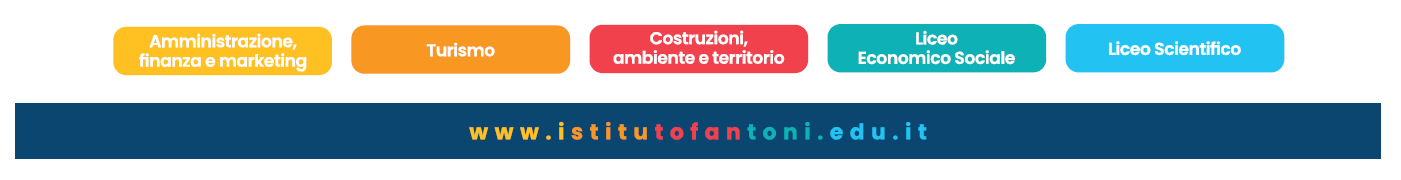 Amministrazione,
finanza e marketing
Turismo
Costruzioni,
ambiente e territorio
Liceo
Economico Sociale
Liceo Scientifico
www.istitutofantoni.edu.it